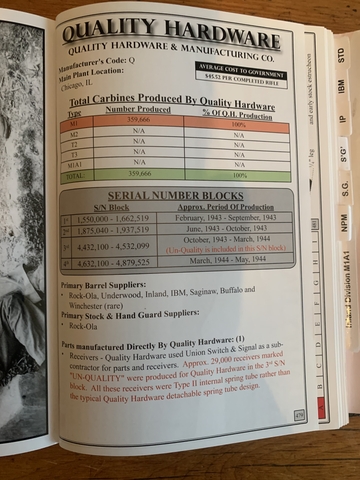 QUALITY HARDWARE
QUALITY HARDWARE & MANUFACTURING CO.
Manufacturer's Code: Q
Main Plant Location:
Chicago, IL
AVERAGE COST TO GOVERNMENT
$45.52 PER COMPLETED RIFLE
Total Carbines Produced By Quality Hardware
Type Number Produced % Of Q.H. Production
M1 359,666 100%
M2 N/A N/A
T2 N/A N/A
T3 N/A N/A
M1A1 N/A N/A
TOTAL: 359,666 100%
SERIAL NUMBER BLOCKS
S/N Block Approx. Period Of Production
1st 1,550,000 - 1,662,519 February, 1943 - September, 1943
2nd 1,875,040 - 1,937,519 June, 1943 - October, 1943
3rd 4,432,100 - 4,532,099 October, 1943 - March, 1944
(Un-Quality is included in this S/N block)
4th 4,632,100 - 4,879,525 March, 1944 - May, 1944
Primary Barrel Suppliers:
• Rock-Ola, Underwood, Inland, IBM, Saginaw, Buffalo and
Winchester (rare)
Primary Stock & Hand Guard Suppliers:
• Rock-Ola
Parts manufactured Directly By Quality Hardware: (1)
• Receivers - Quality Hardware used Union Switch & Signal as a sub-
contractor for parts and receivers. Approx. 29,000 receivers marked
"UN-QUALITY" were produced for Quality Hardware in the 3rd S/N
block. All these receivers were Type II internal spring tube rather than
the typical Quality Hardware detachable spring tube design.
479
and early stock escutcheon
leg
B C D E F G H I
STD
IBM
IP
S'G'
S.G.
NPM
Inland Division M1A1